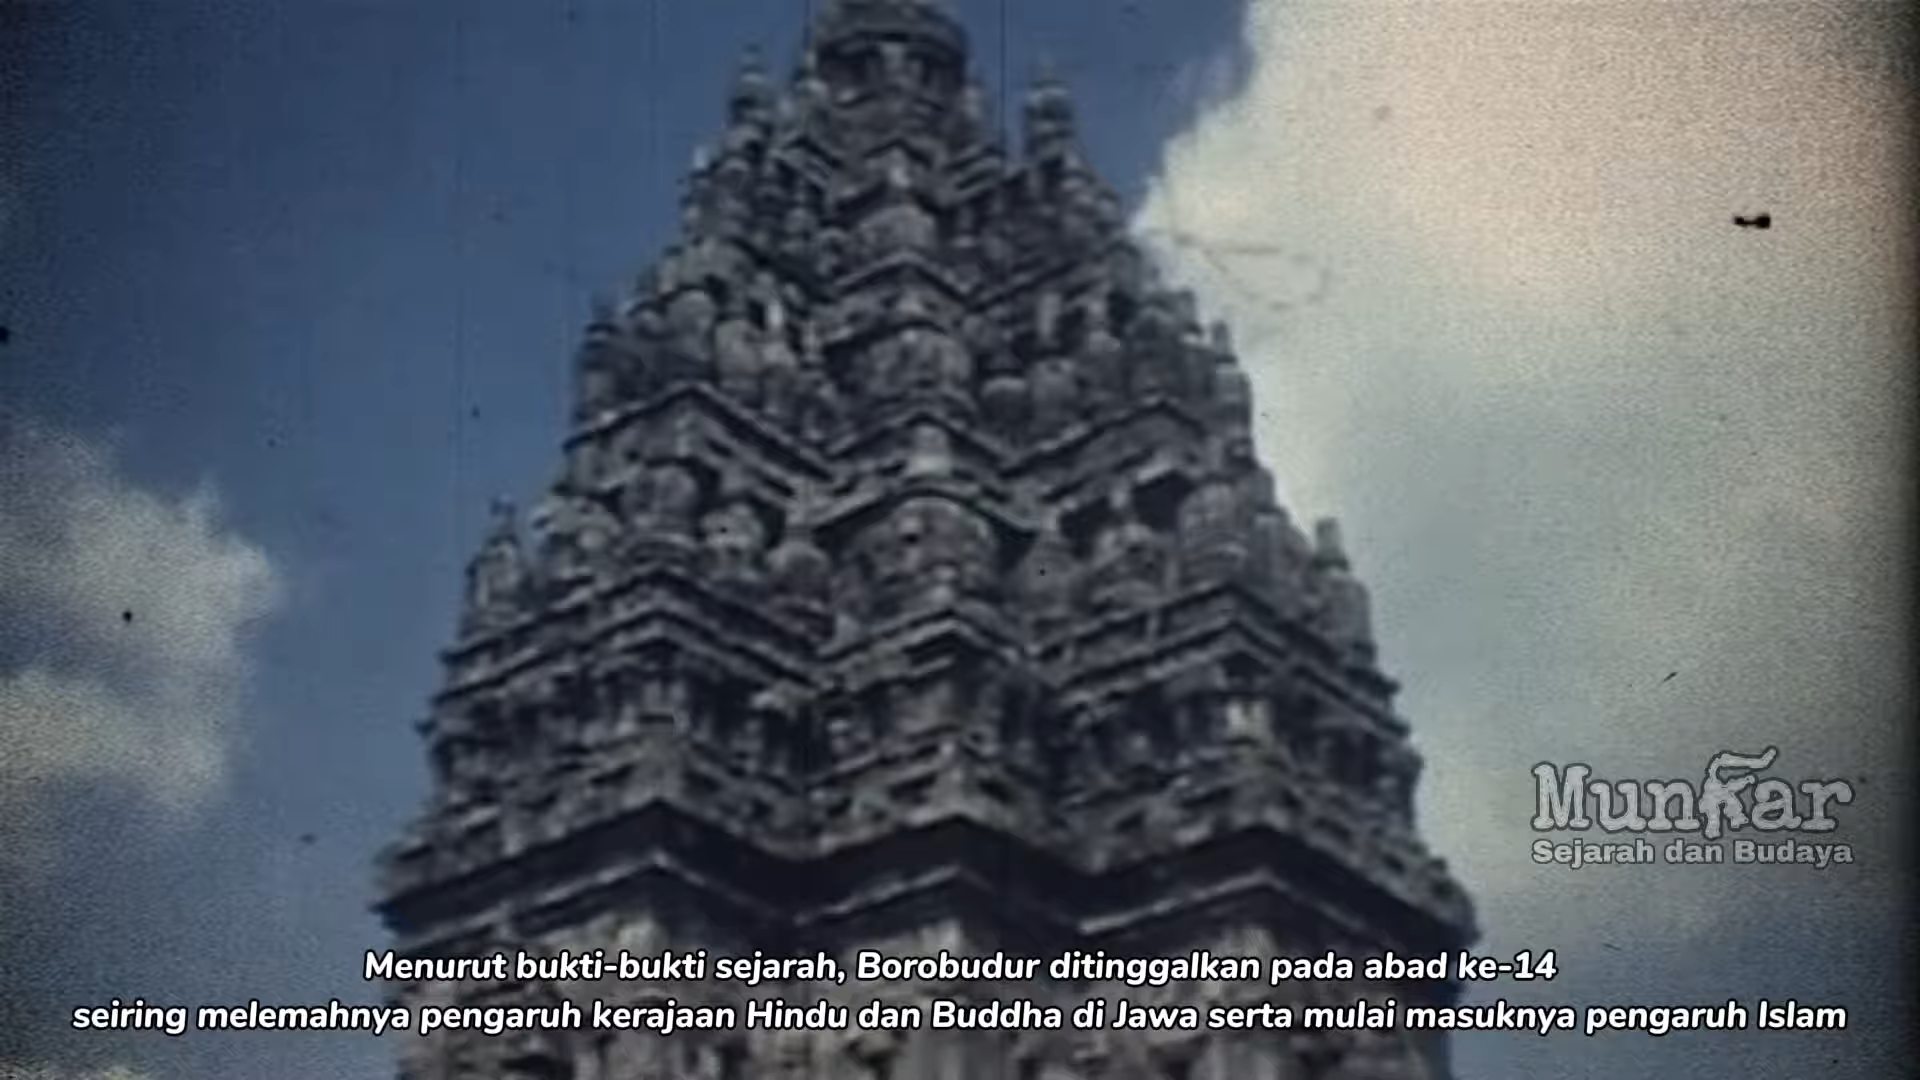 Munkar
Sejarah dan Budaya
Menurut bukti-bukti sejarah, Borobudur ditinggalkan pada abad ke-14
seiring melemahnya pengaruh kerajaan Hindu dan Buddha di Jawa serta mulai masuknya pengaruh Islam